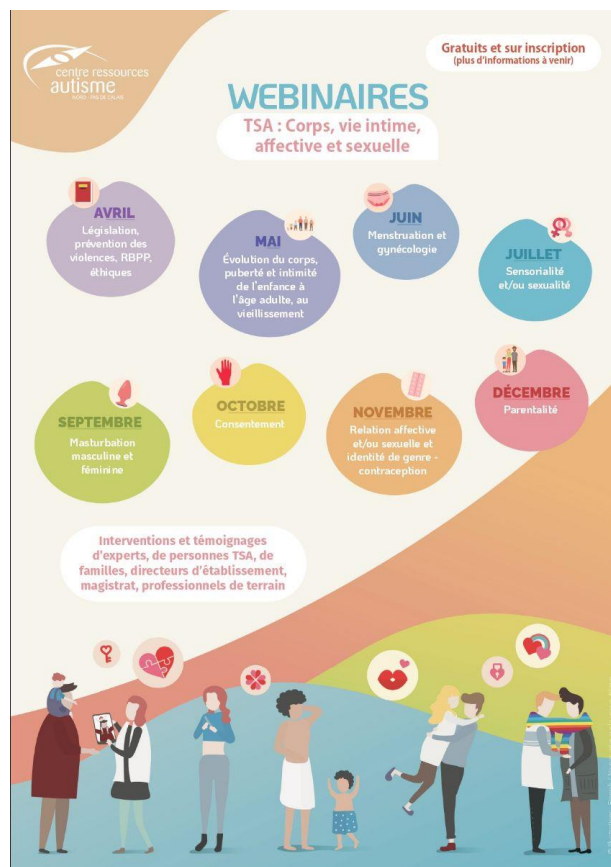 centre ressources
autisme
NORD - PAS DE CALAIS
Gratuits et sur inscription
(plus d'informations à venir)
WEBINAIRES
TSA : Corps, vie intime,
affective et sexuelle
AVRIL
Législation,
prévention des
violences, RBPP,
éthiques
MAI
Évolution du corps,
puberté et intimité
de l'enfance à
l'âge adulte, au
vieillissement
JUIN
Menstruation et
gynécologie
JUILLET
Sensorialité
et/ou sexualité
SEPTEMBRE
Masturbation
masculine et
féminine
OCTOBRE
Consentement
NOVEMBRE
Relation affective
et/ou sexuelle et
identité de genre -
contraception
DÉCEMBRE
Parentalité
Interventions et témoignages
d'experts, de personnes TSA, de
familles, directeurs d'établissement,
magistrat, professionnels de terrain